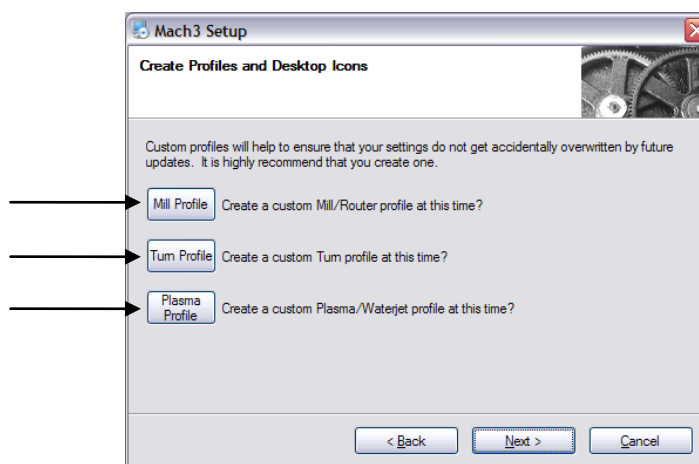 Mach3 Setup
Create Profiles and Desktop Icons
Custom profiles will help to ensure that your settings do not get accidentally overwritten by future
updates. It is highly recommend that you create one.
Mill Profile Create a custom Mill/Router profile at this time?
Turn Profile Create a custom Turn profile at this time?
Plasma
Profile Create a custom Plasma/Waterjet profile at this time?
< Back Next > Cancel